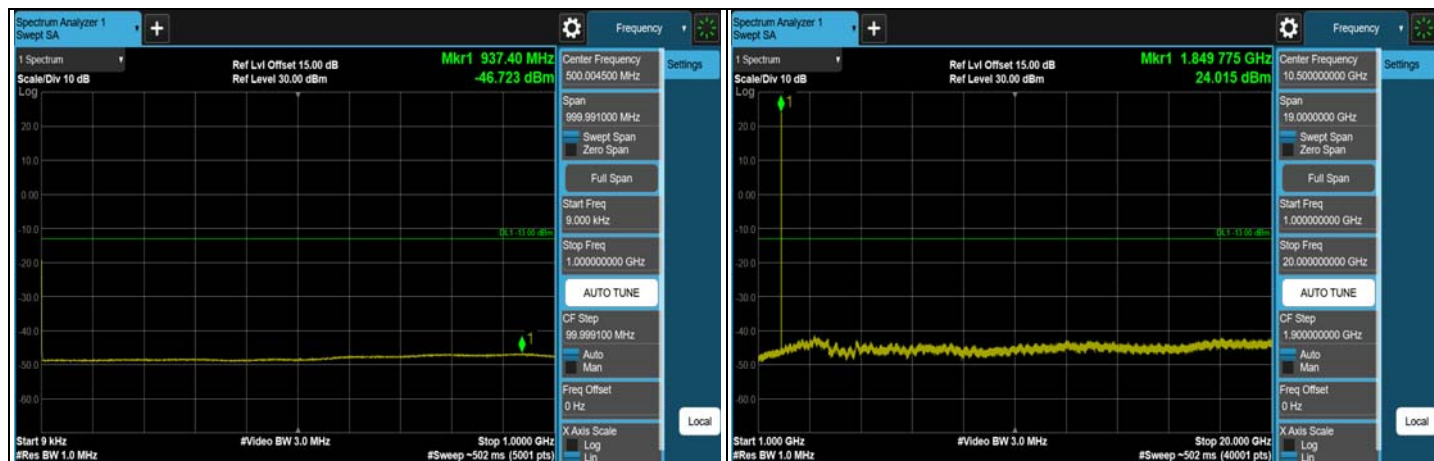 Spectrum Analyzer 1
Swept SA
+
Frequency
1 Spectrum
Scale/Div 10 dB
Log
Ref Lvl Offset 15.00 dB
Ref Level 30.00 dBm
Mkr1 937.40 MHz
-46.723 dBm
1
20.0
10.0
0.00
-10.0
DL1 -13.00 dBm
-20.0
-30.0
-40.0
1
-50.0
-60.0
Start 9 kHz
#Res BW 1.0 MHz
#Video BW 3.0 MHz
Stop 1.0000 GHz
#Sweep ~502 ms (5001 pts)
Center Frequency
500.004500 MHz
Span
999.991000 MHz
Swept Span
Zero Span
Full Span
Start Freq
9.000 kHz
Stop Freq
1.000000000 GHz
AUTO TUNE
CF Step
99.999100 MHz
Auto
Man
Freq Offset
0 Hz
X Axis Scale
Log
Lin
Settings
Local
Spectrum Analyzer 1
Swept SA
+
Frequency
1 Spectrum
Scale/Div 10 dB
Log
Ref Lvl Offset 15.00 dB
Ref Level 30.00 dBm
Mkr1 1.849 775 GHz
24.015 dBm
1
20.0
10.0
0.00
-10.0
DL1 -13.00 dBm
-20.0
-30.0
-40.0
-50.0
-60.0
Start 1.000 GHz
#Res BW 1.0 MHz
#Video BW 3.0 MHz
Stop 20.000 GHz
#Sweep ~502 ms (40001 pts)
Center Frequency
10.500000000 GHz
Span
19.0000000 GHz
Swept Span
Zero Span
Full Span
Start Freq
1.000000000 GHz
Stop Freq
20.000000000 GHz
AUTO TUNE
CF Step
1.900000000 GHz
Auto
Man
Freq Offset
0 Hz
X Axis Scale
Log
Lin
Settings
Local